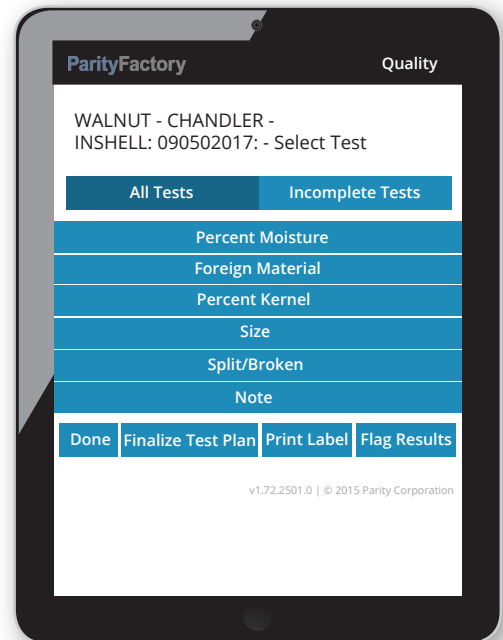 ParityFactory Quality
WALNUT - CHANDLER -
INSHELL: 090502017: - Select Test
All Tests Incomplete Tests
Percent Moisture
Foreign Material
Percent Kernel
Size
Split/Broken
Note
Done Finalize Test Plan Print Label Flag Results
v1.72.2501.0 | © 2015 Parity Corporation